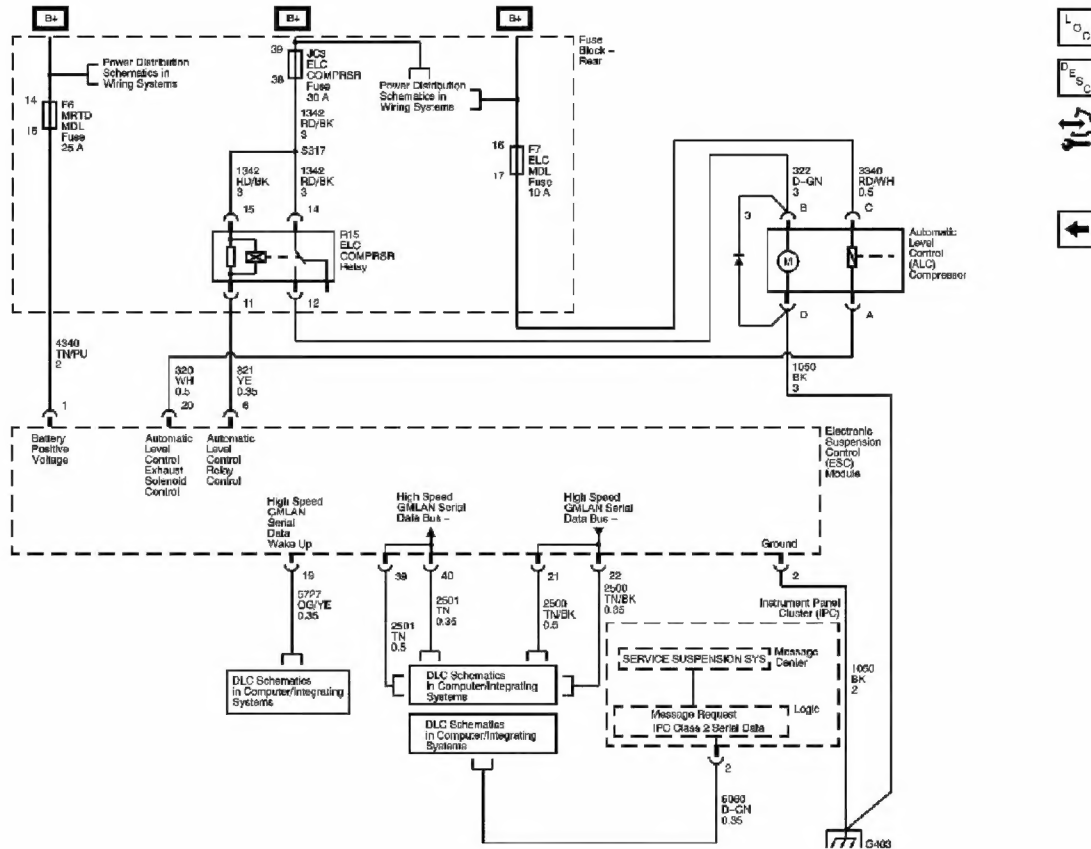 B+
B+
B+
Fuse
Block –
Rear
L O C
D E S C
Power Distribution
Schematics in
Wiring Systems
39
JC3
ELC
COMPRSR
Fuse
30 A
38
Power Distribution
Schematics in
Wiring Systems
14
F6
MRTD
MDL
Fuse
25 A
15
1342
RD/BK
3
S317
16
F7
ELC
MDL
Fuse
10 A
17
1342
RD/BK
3
1342
RD/BK
3
322
D-GN
3
3340
RD/WH
0.5
15
14
3
B
C
R15
ELC
COMPRSR
Relay
M
Automatic
Level
Control
(ALC)
Compressor
11
12
D
A
4340
TN/PU
2
320
WH
0.5
321
YE
0.35
1050
BK
3
1
20
6
Battery
Positive
Voltage
Automatic
Level
Control
Exhaust
Solenoid
Control
Automatic
Level
Control
Relay
Control
Electronic
Suspension
Control
(ESC)
Module
High Speed
GMLAN
Serial
Data
Wake Up
High Speed
GMLAN Serial
Data Bus –
High Speed
GMLAN Serial
Data Bus –
Ground
19
39
40
21
22
2
5727
OG/YE
0.35
2501
TN
0.5
2501
TN
0.35
2500
TN/BK
0.5
2500
TN/BK
0.35
Instrument Panel
Cluster (IPC)
SERVICE SUSPENSION SYS
Message
Center
1050
BK
2
DLC Schematics
in Computer/Integrating
Systems
DLC Schematics
in Computer/Integrating
Systems
Message Request
IPC Class 2 Serial Data
Logic
DLC Schematics
in Computer/Integrating
Systems
2
6060
D-GN
0.35
G403